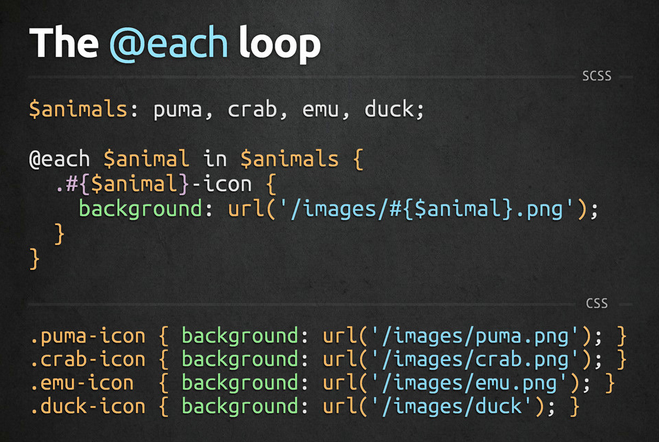 The @each loop
SCSS
$animals: puma, crab, emu, duck;
@each $animal in $animals {
  .#{$animal}-icon {
    background: url('/images/#{$animal}.png');
  }
}
CSS
.puma-icon { background: url('/images/puma.png'); }
.crab-icon { background: url('/images/crab.png'); }
.emu-icon  { background: url('/images/emu.png'); }
.duck-icon { background: url('/images/duck'); }